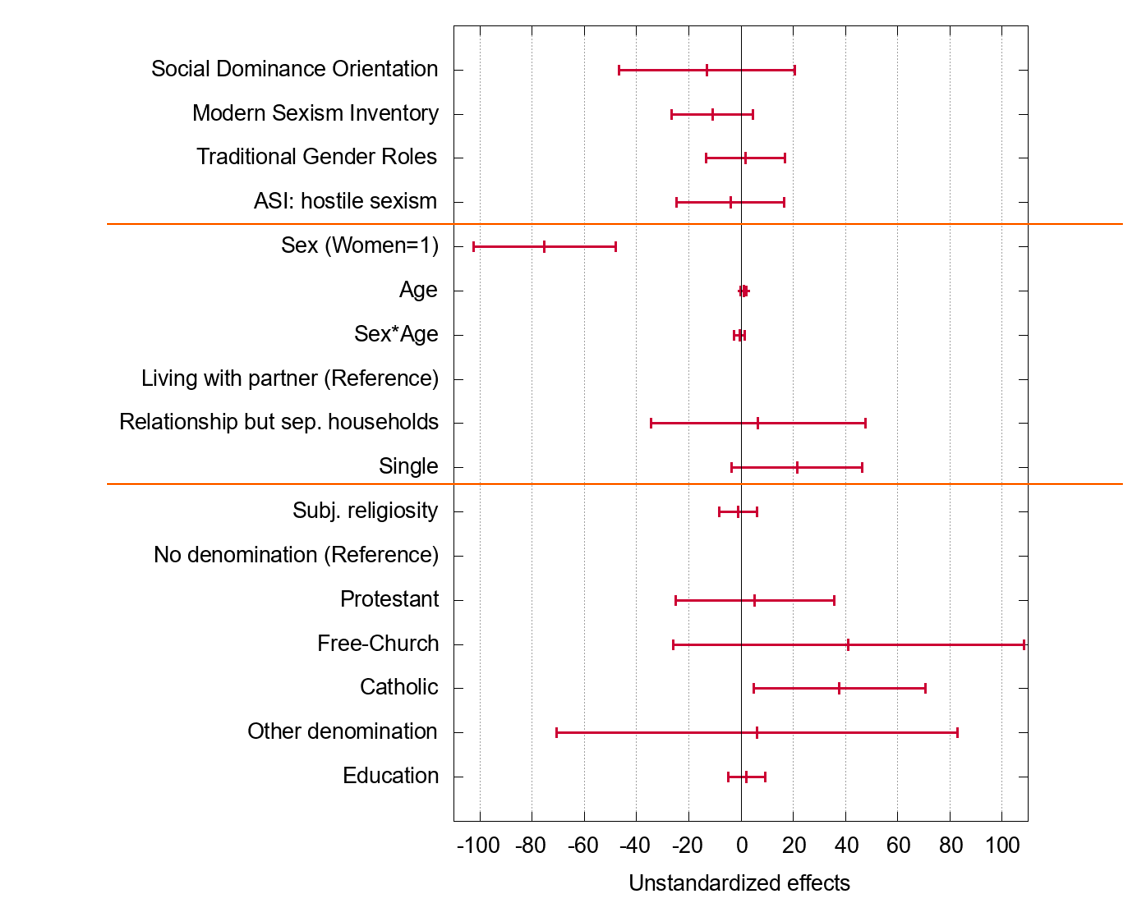 Social Dominance Orientation
Modern Sexism Inventory
Traditional Gender Roles
ASI: hostile sexism
Sex (Women=1)
Age
Sex*Age
Living with partner (Reference)
Relationship but sep. households
Single
Subj. religiosity
No denomination (Reference)
Protestant
Free-Church
Catholic
Other denomination
Education
-100 -80 -60 -40 -20 0 20 40 60 80 100
Unstandardized effects